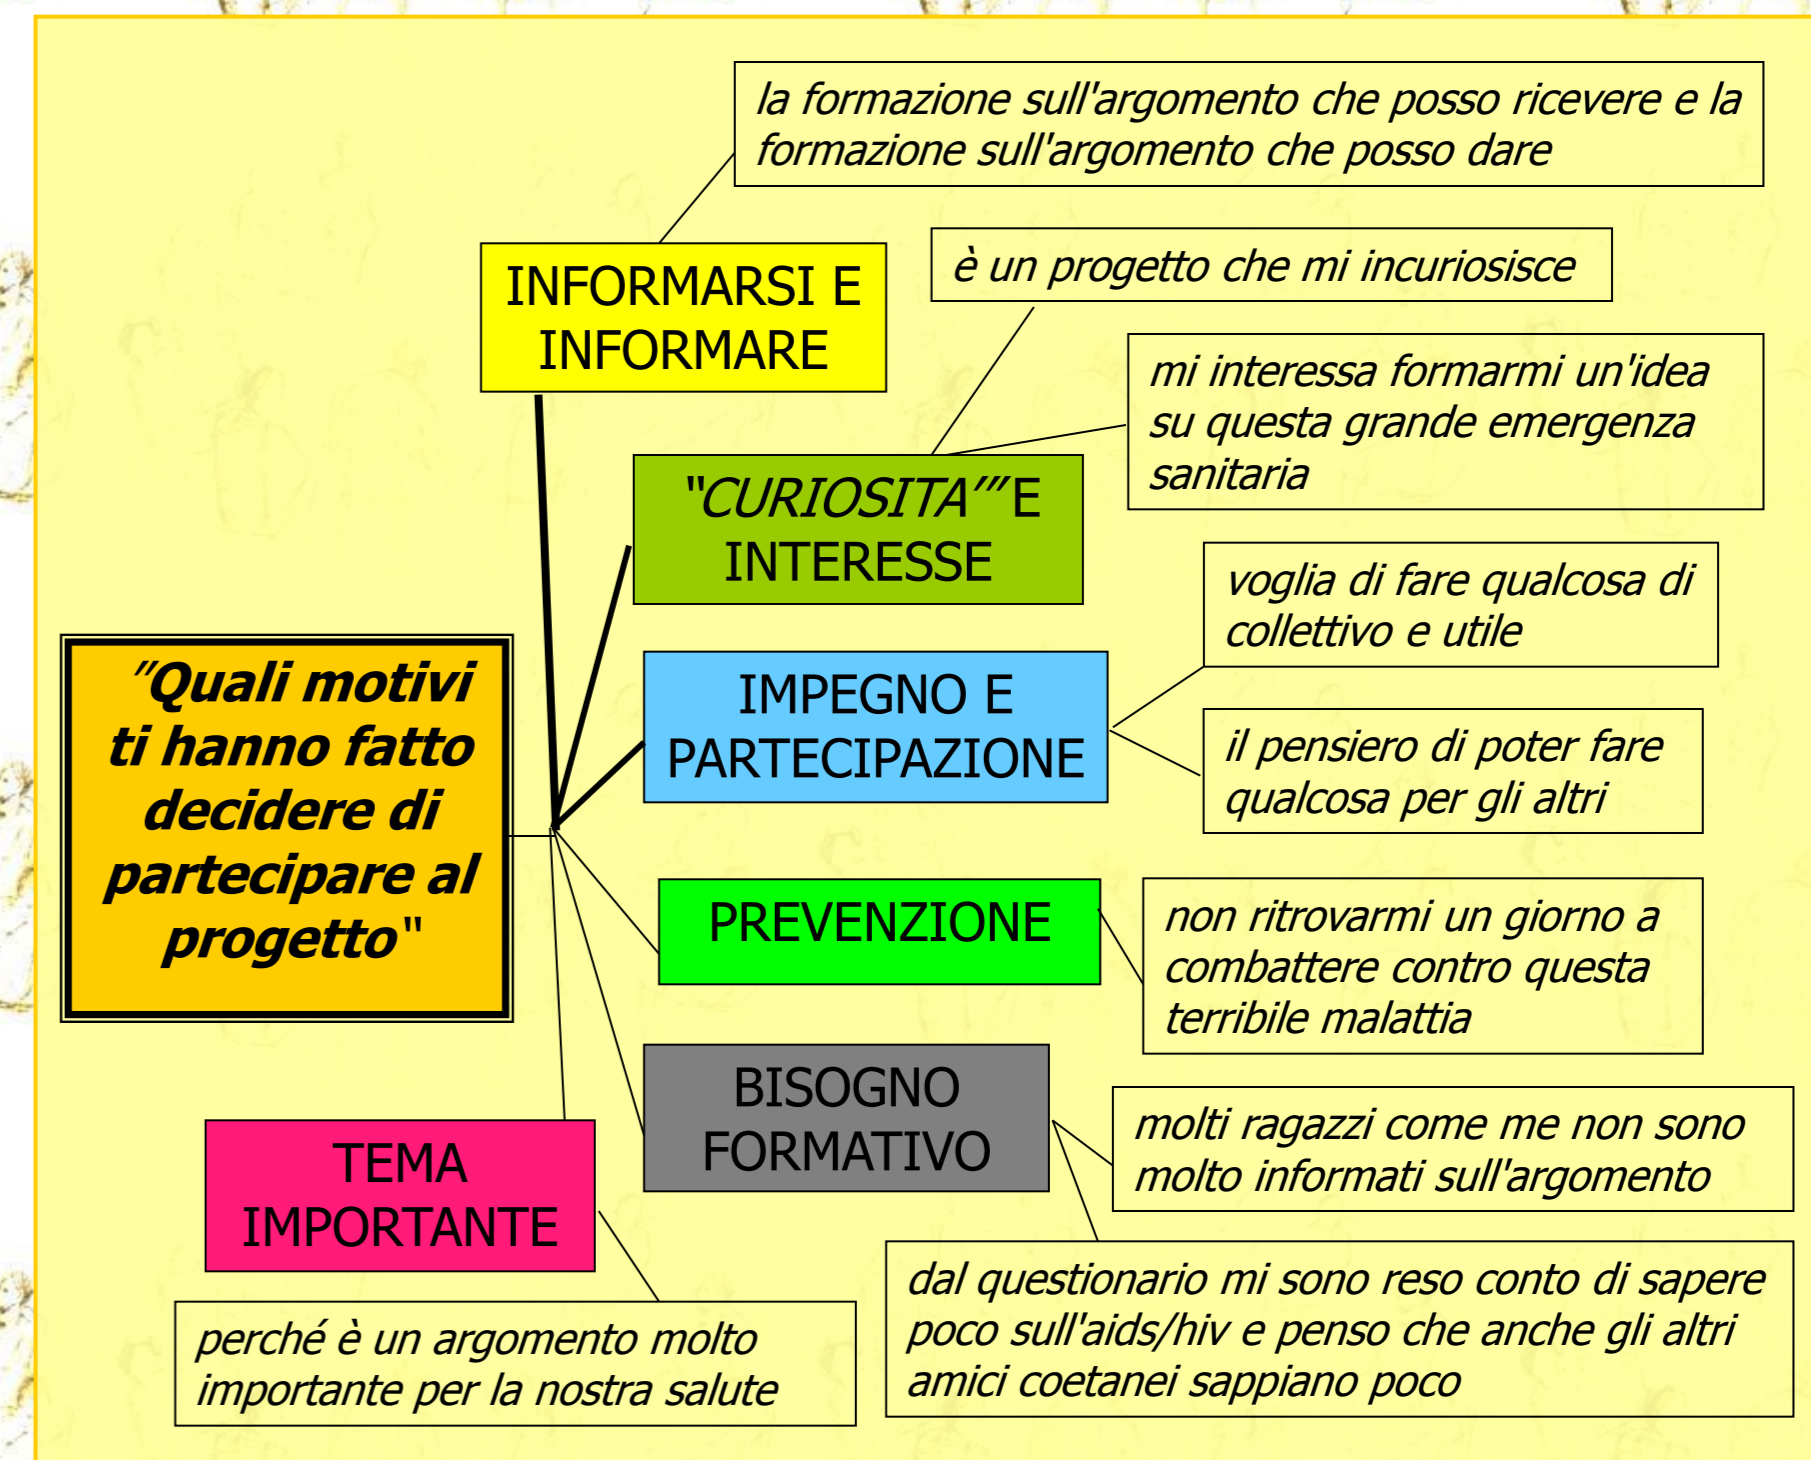 la formazione sull'argomento che posso ricevere e la
formazione sull'argomento che posso dare
INFORMARSI E
INFORMARE
è un progetto che mi incuriosisce
mi interessa formarmi un'idea
su questa grande emergenza
sanitaria
"CURIOSITA'" E
INTERESSE
voglia di fare qualcosa di
collettivo e utile
"Quali motivi
ti hanno fatto
decidere di
partecipare al
progetto"
IMPEGNO E
PARTECIPAZIONE
il pensiero di poter fare
qualcosa per gli altri
PREVENZIONE
non ritrovarmi un giorno a
combattere contro questa
terribile malattia
BISOGNO
FORMATIVO
molti ragazzi come me non sono
molto informati sull'argomento
TEMA
IMPORTANTE
dal questionario mi sono reso conto di sapere
poco sull'aids/hiv e penso che anche gli altri
amici coetanei sappiano poco
perché è un argomento molto
importante per la nostra salute